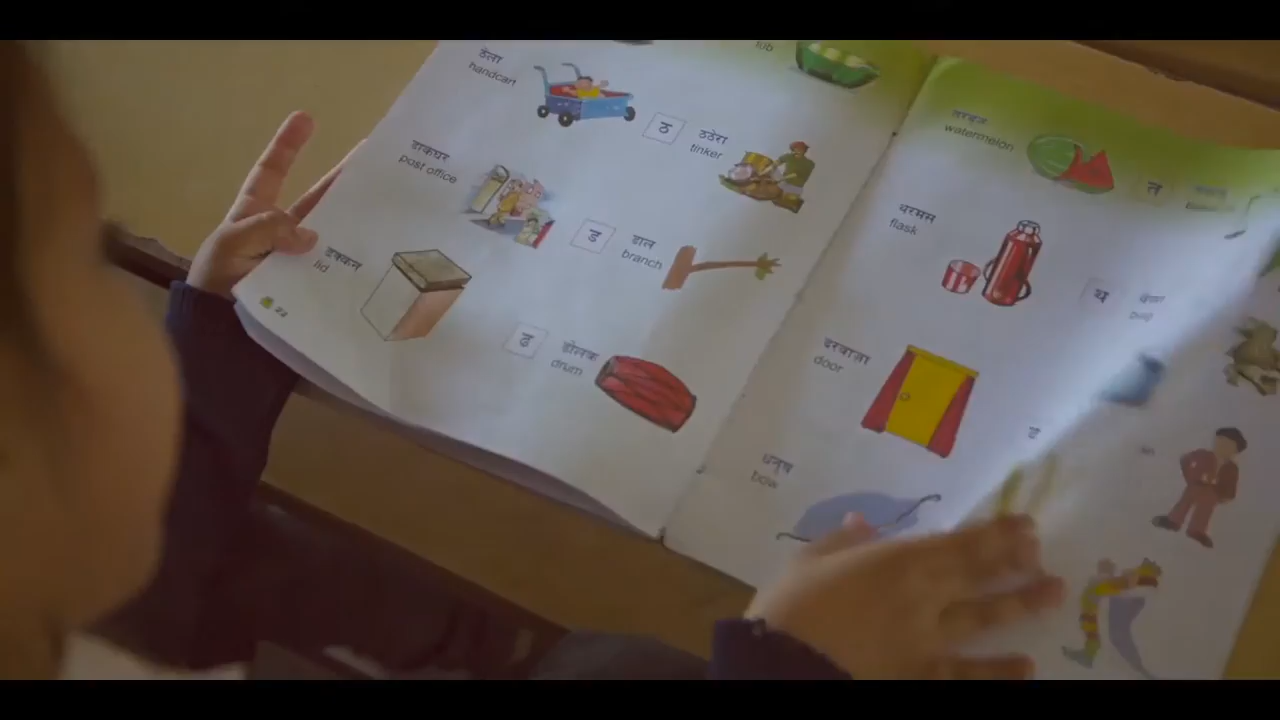 tub
ठेला
handcart
ठ
ठठेरा
tinker
डाकघर
post office
ड
डाल
branch
ढक्कन
lid
ढ
ढोलक
drum
तरबूज
watermelon
त
थरमस
flask
थ
दरवाज़ा
door
धनुष
bow